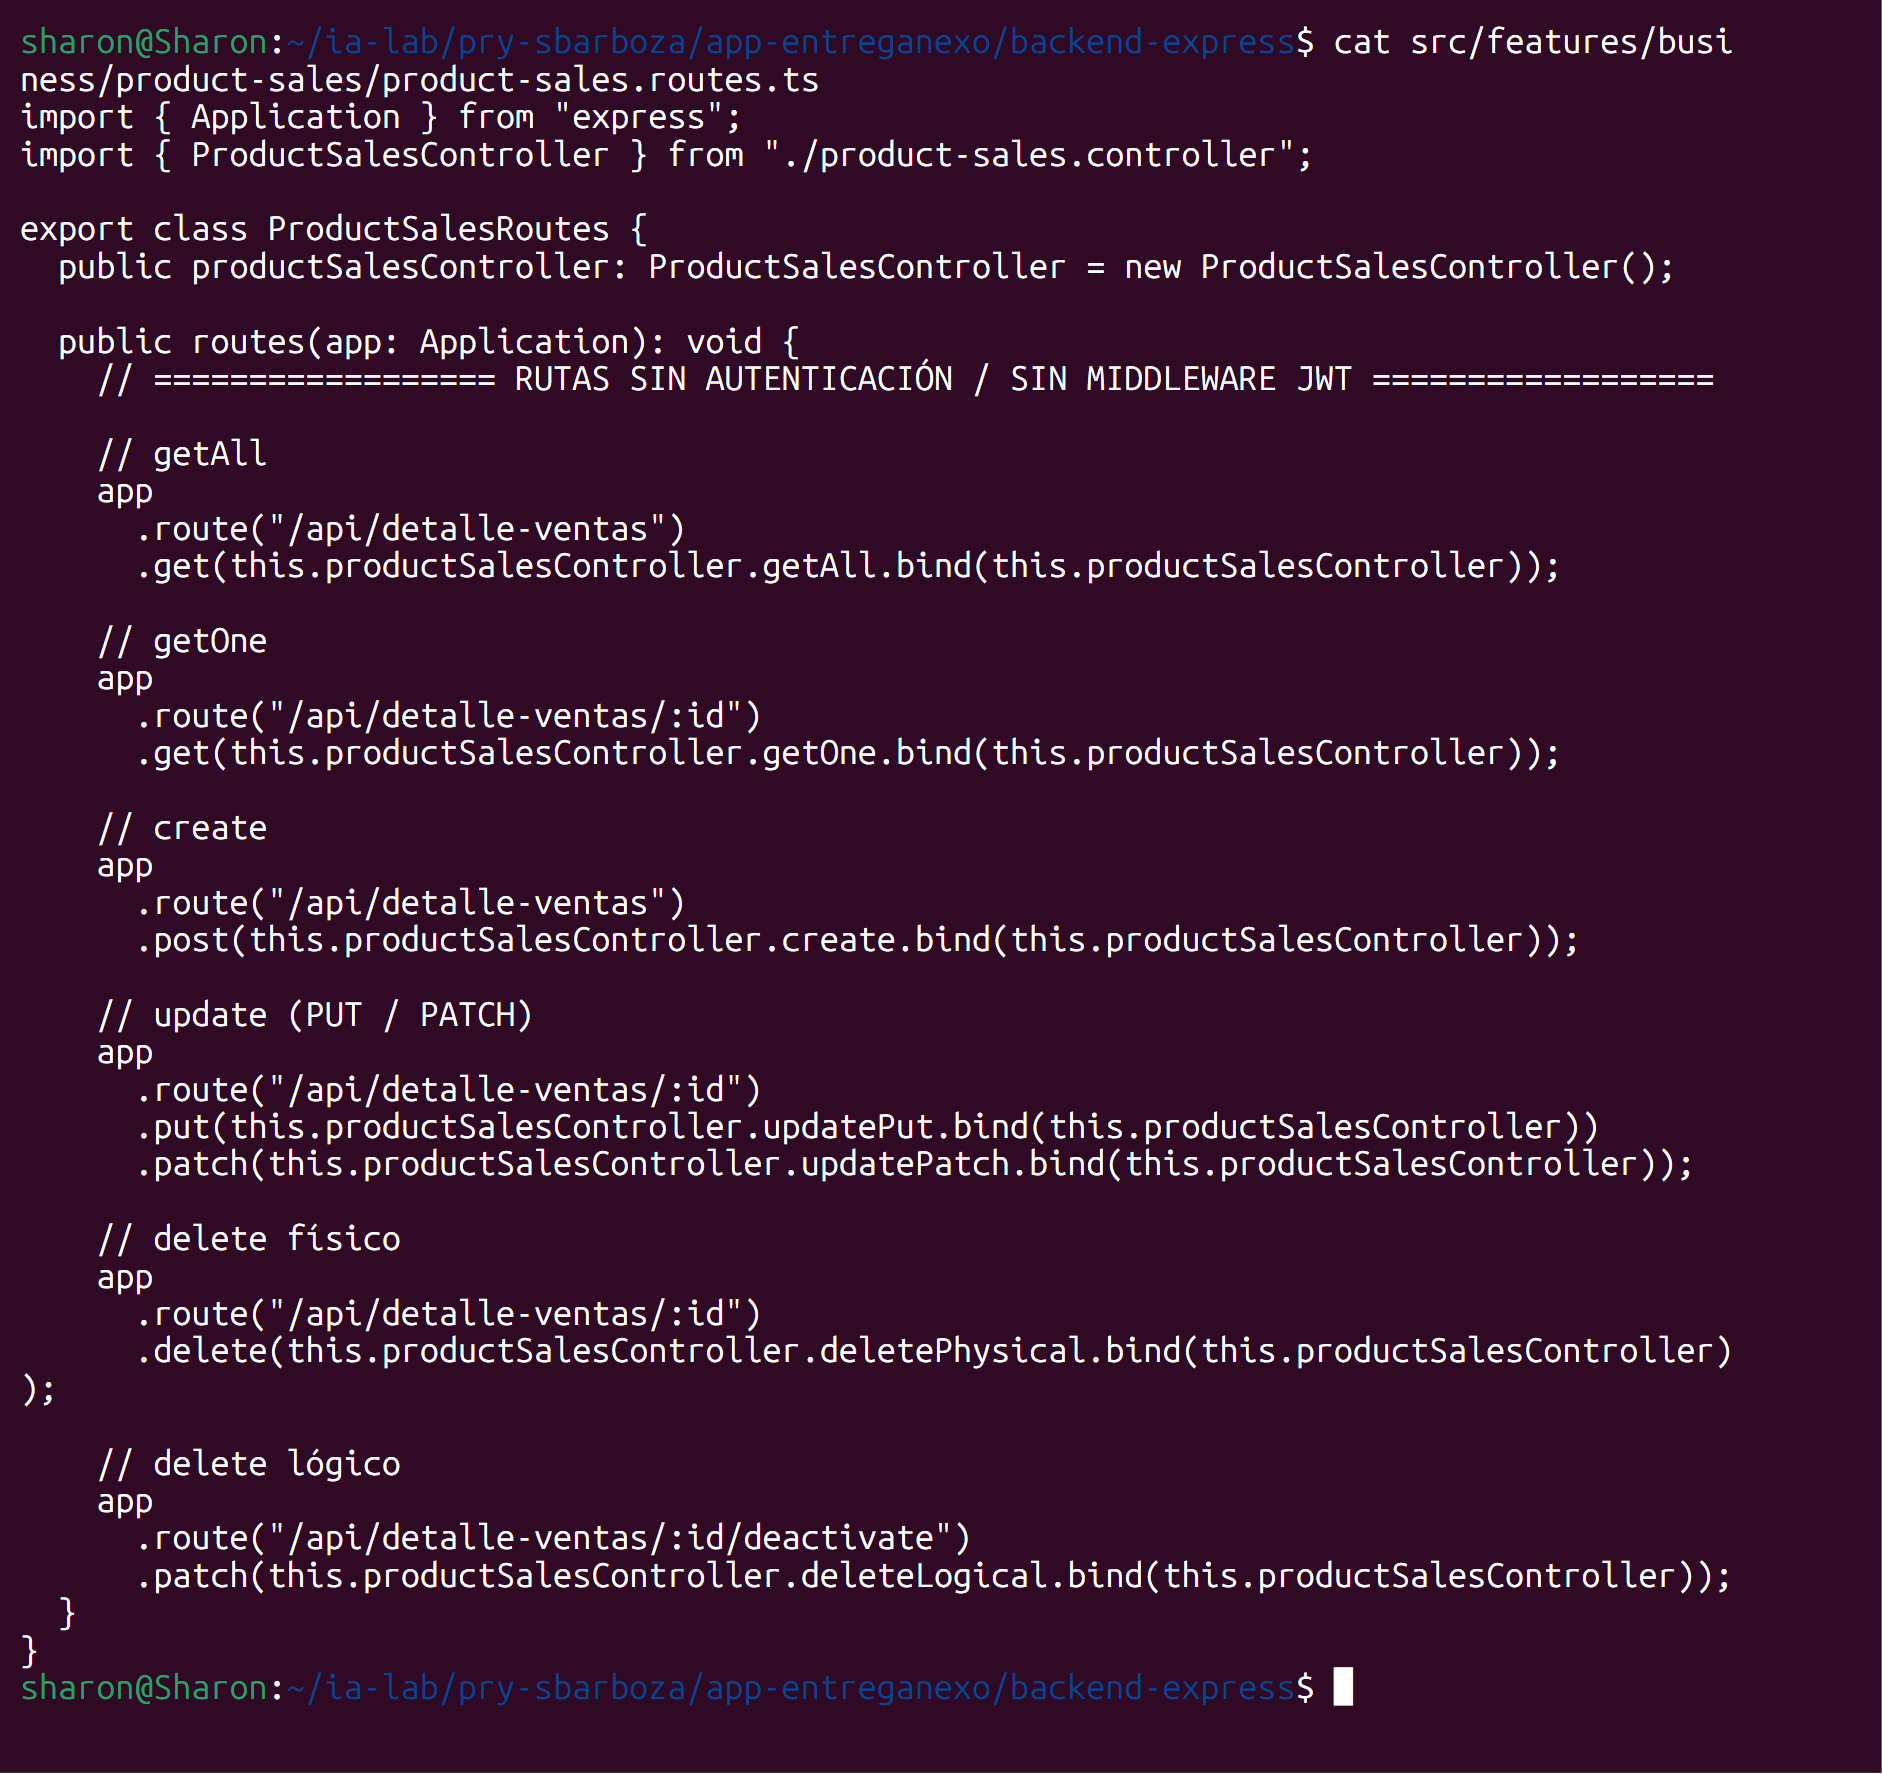 sharon@Sharon:~/ia-lab/pry-sbarboza/app-entreganexo/backend-express$ cat src/features/busi
ness/product-sales/product-sales.routes.ts
import { Application } from "express";
import { ProductSalesController } from "./product-sales.controller";

export class ProductSalesRoutes {
  public productSalesController: ProductSalesController = new ProductSalesController();

  public routes(app: Application): void {
    // ================== RUTAS SIN AUTENTICACIÓN / SIN MIDDLEWARE JWT ==================

    // getAll
    app
      .route("/api/detalle-ventas")
      .get(this.productSalesController.getAll.bind(this.productSalesController));

    // getOne
    app
      .route("/api/detalle-ventas/:id")
      .get(this.productSalesController.getOne.bind(this.productSalesController));

    // create
    app
      .route("/api/detalle-ventas")
      .post(this.productSalesController.create.bind(this.productSalesController));

    // update (PUT / PATCH)
    app
      .route("/api/detalle-ventas/:id")
      .put(this.productSalesController.updatePut.bind(this.productSalesController))
      .patch(this.productSalesController.updatePatch.bind(this.productSalesController));

    // delete físico
    app
      .route("/api/detalle-ventas/:id")
      .delete(this.productSalesController.deletePhysical.bind(this.productSalesController)
);

    // delete lógico
    app
      .route("/api/detalle-ventas/:id/deactivate")
      .patch(this.productSalesController.deleteLogical.bind(this.productSalesController));
  }
}
sharon@Sharon:~/ia-lab/pry-sbarboza/app-entreganexo/backend-express$